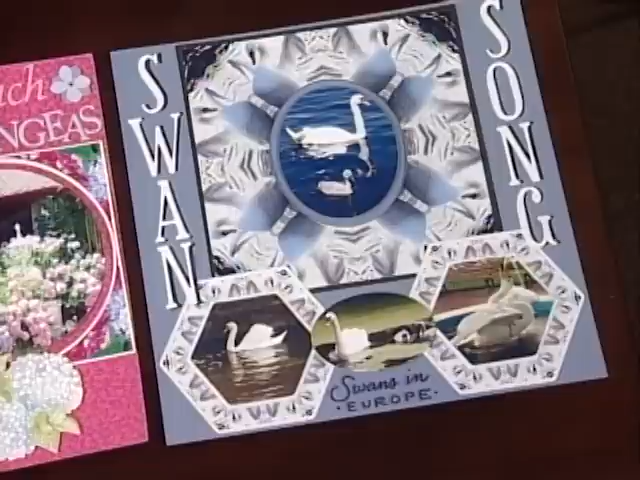 ach
NGEAS
SWAN
SONG
Swans in
• EUROPE •